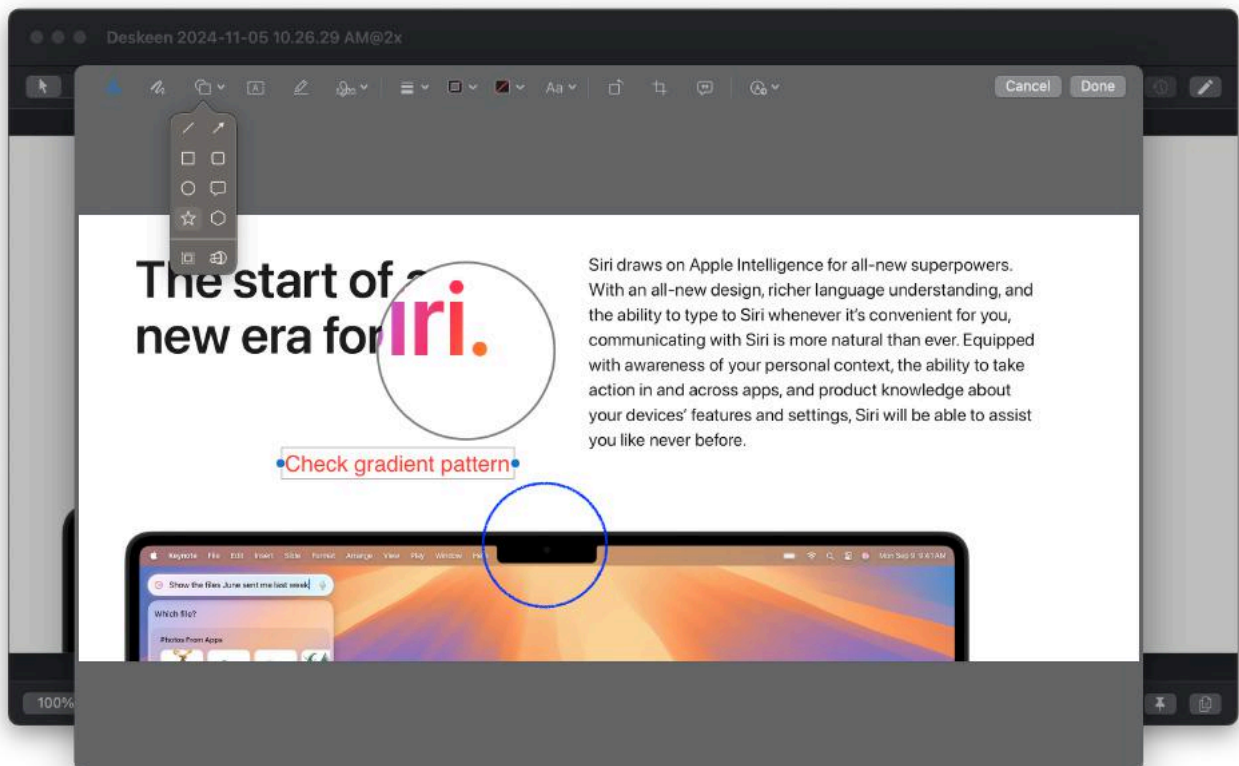 Deskeen 2024-11-05 10.26.29 AM@2x
A
Aa
Cancel
Done
The start of a
new era for iri.
Siri draws on Apple Intelligence for all-new superpowers.
With an all-new design, richer language understanding, and
the ability to type to Siri whenever it's convenient for you,
communicating with Siri is more natural than ever. Equipped
with awareness of your personal context, the ability to take
action in and across apps, and product knowledge about
your devices' features and settings, Siri will be able to assist
you like never before.
Check gradient pattern
Keynote File Edit Insert Slide Format Arrange View Play Window
Mon Sep 9 9:41AM
Show the files June sent me last week
Which file?
Photos From Apps
100%